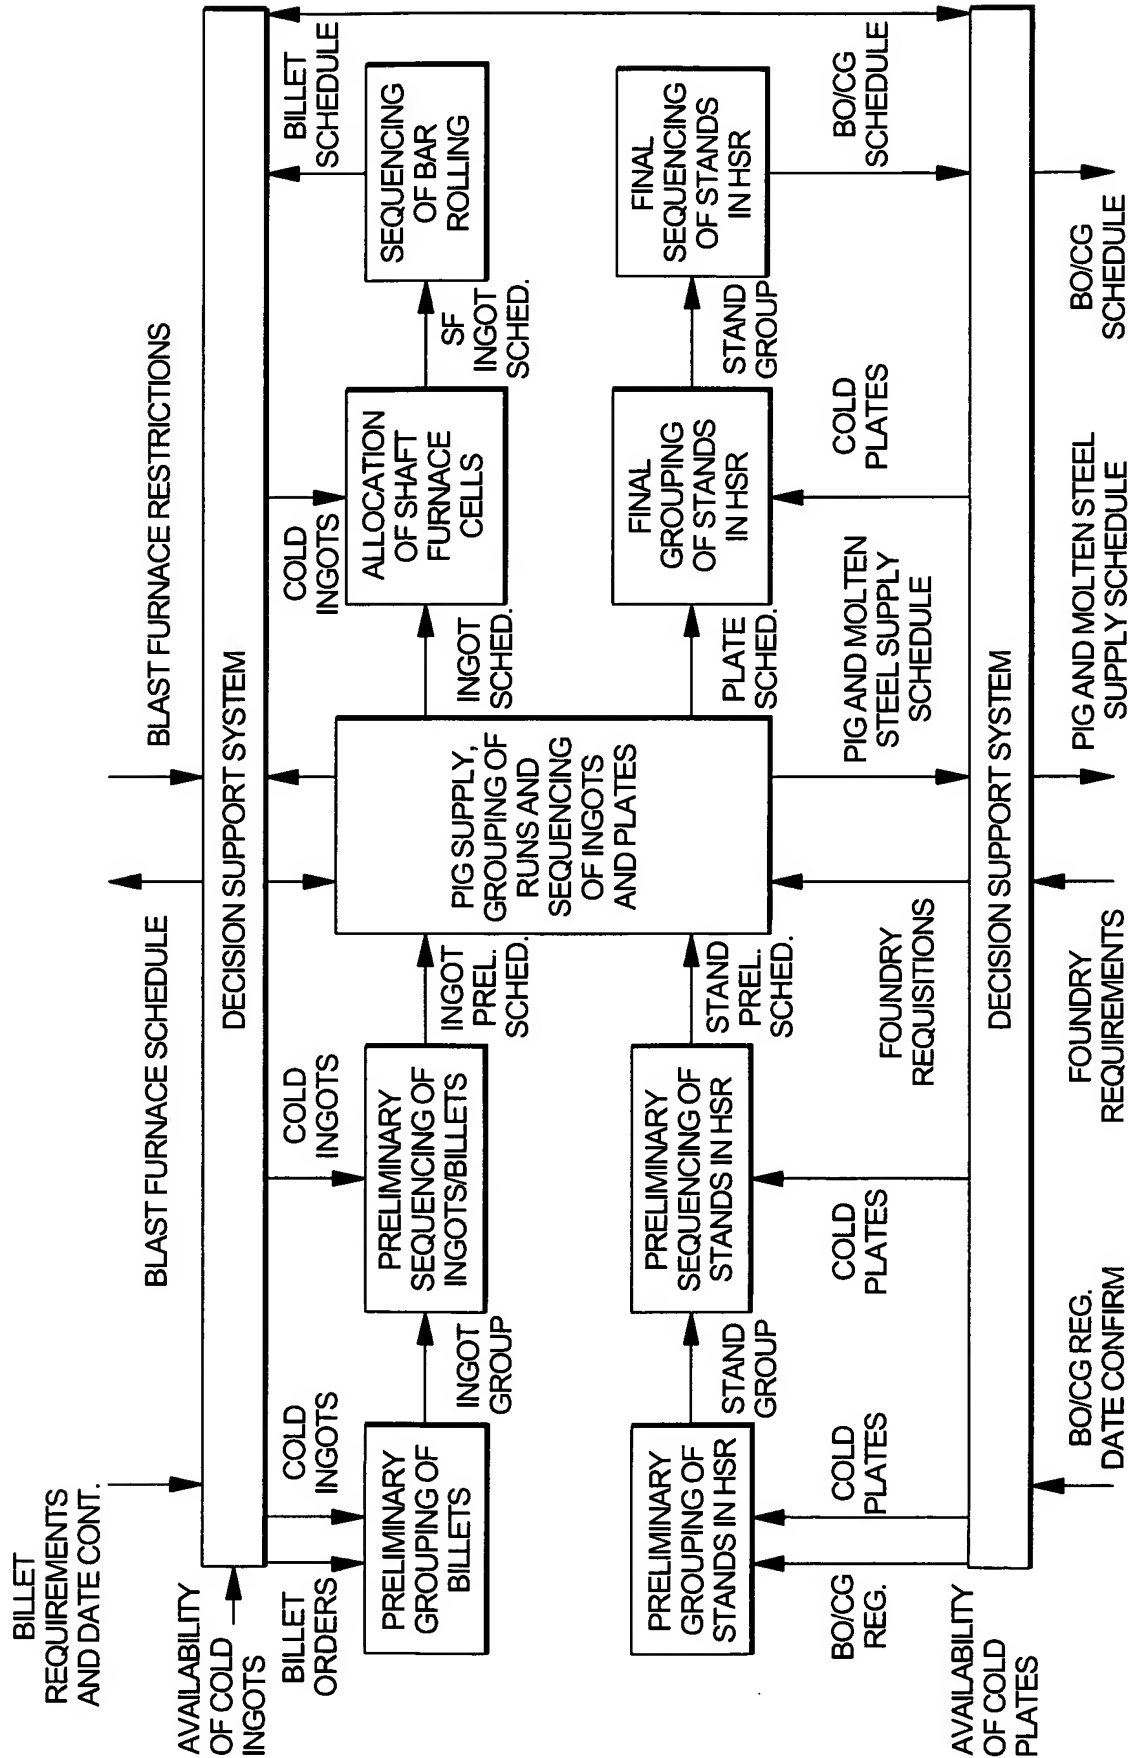 BILLET
REQUIREMENTS
AND DATE CONT.
BLAST FURNACE SCHEDULE
BLAST FURNACE RESTRICTIONS
AVAILABILITY
OF COLD
INGOTS
DECISION SUPPORT SYSTEM
BILLET
ORDERS
COLD
INGOTS
COLD
INGOTS
COLD
INGOTS
BILLET
SCHEDULE
PRELIMINARY
GROUPING OF
BILLETS
INGOT
GROUP
PRELIMINARY
SEQUENCING OF
INGOTS/BILLETS
INGOT
PREL.
SCHED.
PIG SUPPLY,
GROUPING OF
RUNS AND
SEQUENCING
OF INGOTS
AND PLATES
INGOT
SCHED.
ALLOCATION
OF SHAFT
FURNACE
CELLS
SF
INGOT
SCHED.
SEQUENCING
OF BAR
ROLLING
PRELIMINARY
GROUPING OF
STANDS IN HSR
STAND
GROUP
PRELIMINARY
SEQUENCING OF
STANDS IN HSR
STAND
PREL.
SCHED.
PLATE
SCHED.
FINAL
GROUPING
OF STANDS
IN HSR
STAND
GROUP
FINAL
SEQUENCING
OF STANDS
IN HSR
BO/CG
REG.
COLD
PLATES
COLD
PLATES
FOUNDRY
REQUISITIONS
PIG AND MOLTEN
STEEL SUPPLY
SCHEDULE
COLD
PLATES
BO/CG
SCHEDULE
AVAILABILITY
OF COLD
PLATES
DECISION SUPPORT SYSTEM
BO/CG REG.
DATE CONFIRM
FOUNDRY
REQUIREMENTS
PIG AND MOLTEN STEEL
SUPPLY SCHEDULE
BO/CG
SCHEDULE